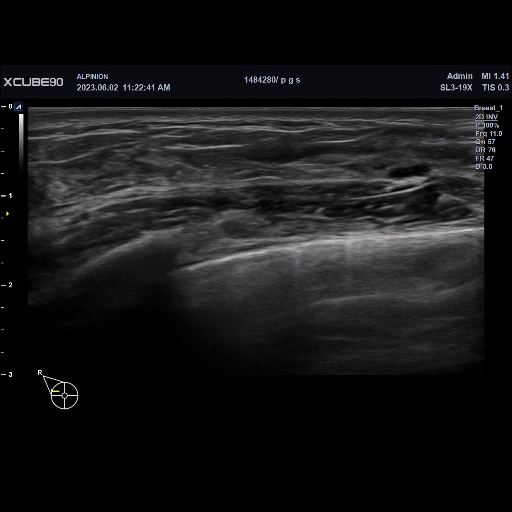 XCUBE90
ALPINION
2023.06.02 11:22:41 AM
1484280/ p g s
Admin MI 1.41
SL3-19X TIS 0.3
Breast_1
2D INV
P 100%
Frq 11.0
Gn 57
DR 76
FR 47
D 3.0
0
1
2
3
R